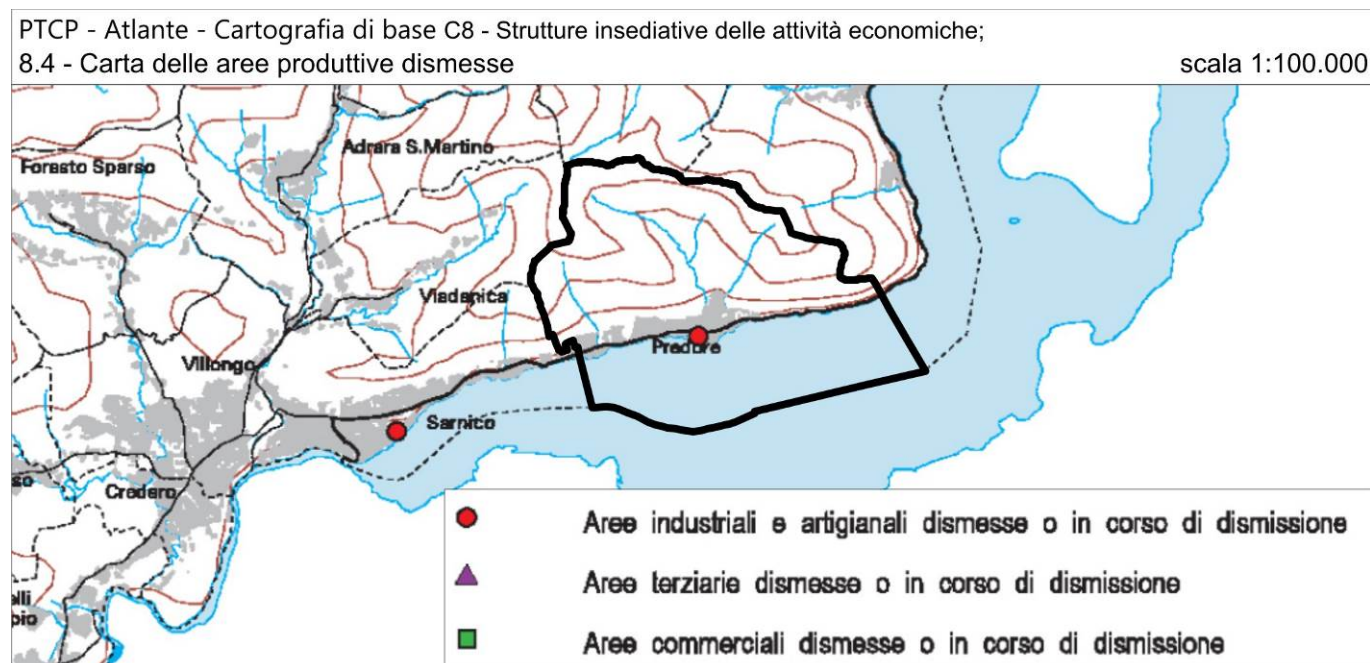 PTCP - Atlante - Cartografia di base C8 - Strutture insediative delle attività economiche;
8.4 - Carta delle aree produttive dismesse
scala 1:100.000
Adrara S.Martino
Foresto Sparso
Viadanica
Predore
Villongo
Sarnico
Credaro
Aree industriali e artigianali dismesse o in corso di dismissione
Aree terziarie dismesse o in corso di dismissione
Aree commerciali dismesse o in corso di dismissione